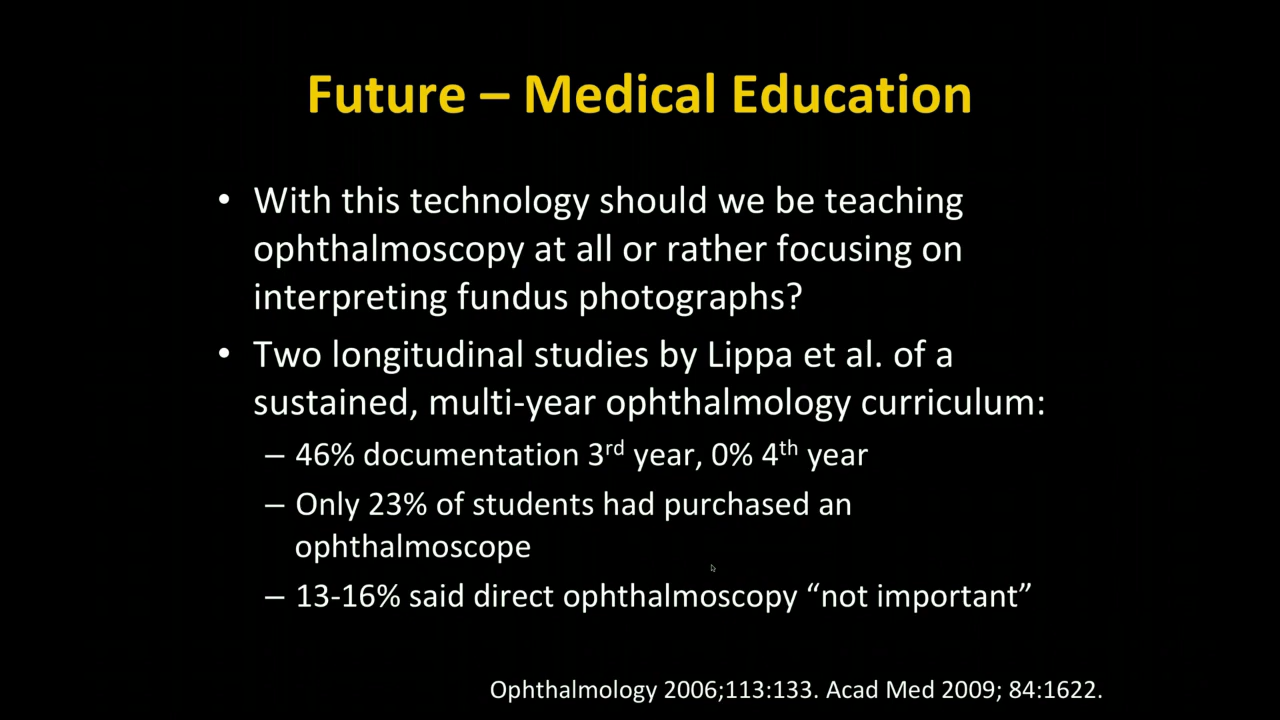 Future – Medical Education
• With this technology should we be teaching
ophthalmoscopy at all or rather focusing on
interpreting fundus photographs?
• Two longitudinal studies by Lippa et al. of a
sustained, multi-year ophthalmology curriculum:
– 46% documentation 3rd year, 0% 4th year
– Only 23% of students had purchased an
ophthalmoscope
– 13-16% said direct ophthalmoscopy “not important”
Ophthalmology 2006;113:133. Acad Med 2009; 84:1622.